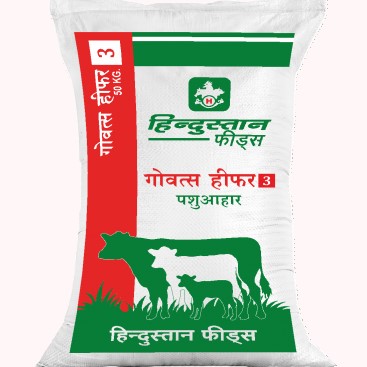 गोवत्स हीफर 3
50 KG.
H
हिन्दुस्तान
फीड्स
गोवत्स हीफर 3
पशुआहार
हिन्दुस्तान फीड्स